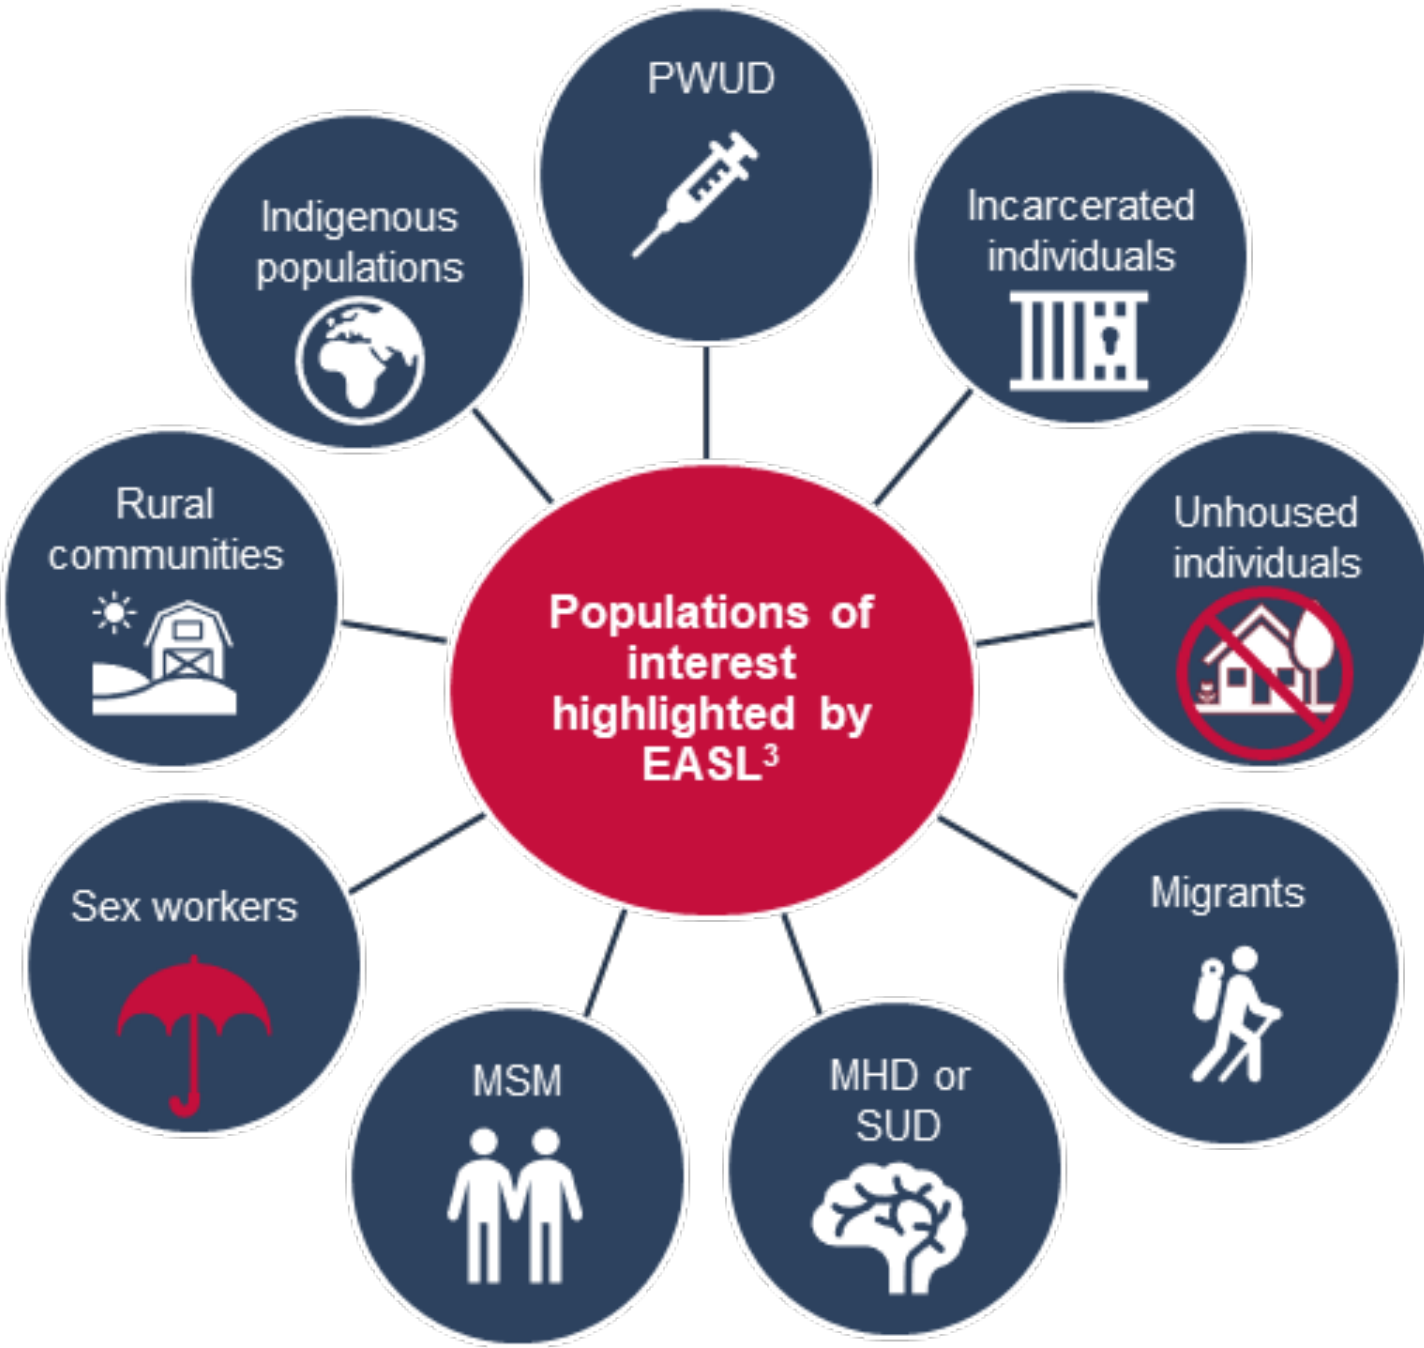 PWUD
Incarcerated
individuals
Indigenous
populations
Rural
communities
Unhoused
individuals
Populations of
interest
highlighted by
EASL³
Sex workers
Migrants
MSM
MHD or
SUD